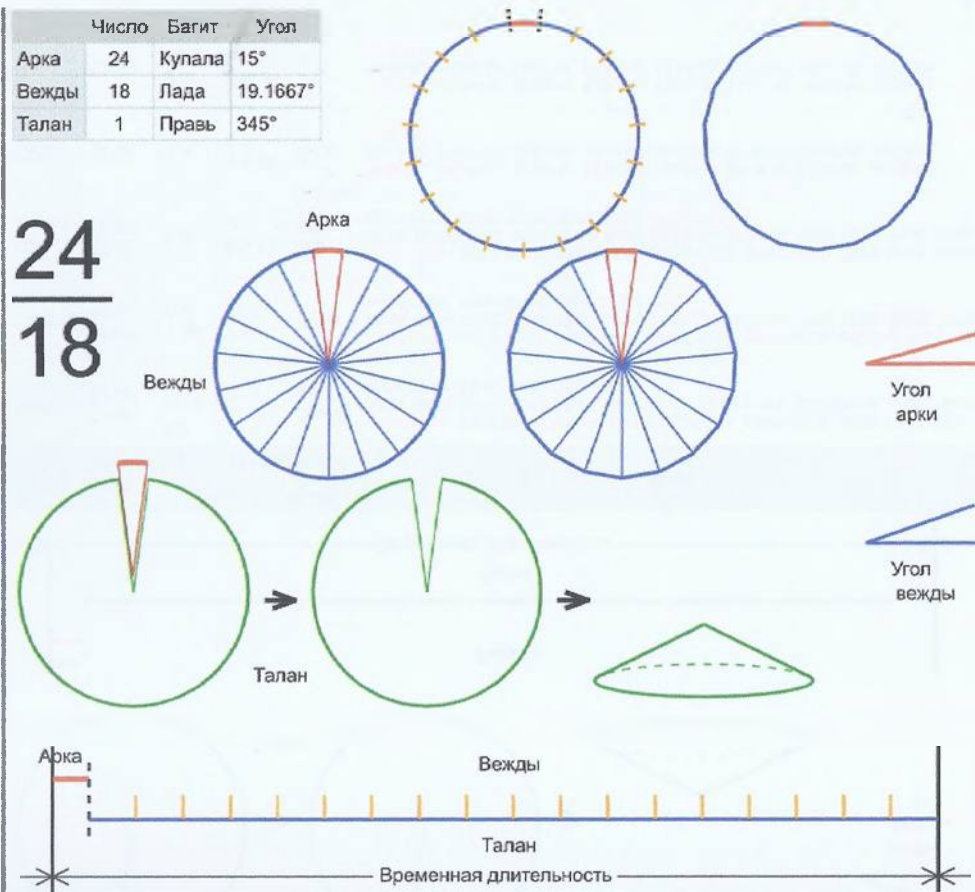 Число Багит Угол
Арка 24 Купала 15°
Вежды 18 Лада 19.1667°
Талан 1 Правь 345°
24
18
Арка
Вежды
Угол
арки
Угол
вежды
Талан
Арка
Вежды
Талан
Временная длительность